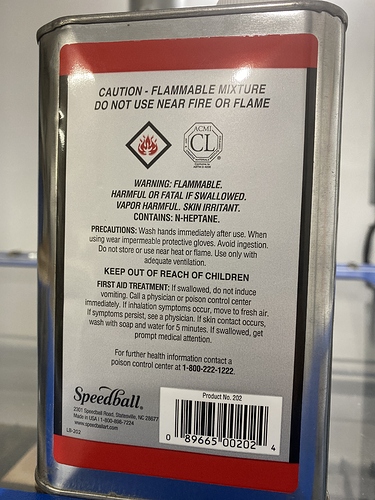 CAUTION - FLAMMABLE MIXTURE
DO NOT USE NEAR FIRE OR FLAME
ACMI
CL
WARNING: FLAMMABLE.
HARMFUL OR FATAL IF SWALLOWED.
VAPOR HARMFUL. SKIN IRRITANT.
CONTAINS: N-HEPTANE.
PRECAUTIONS: Wash hands immediately after use. When
using wear impermeable protective gloves. Avoid ingestion.
Do not store or use near heat or flame. Use only with
adequate ventilation.
KEEP OUT OF REACH OF CHILDREN
FIRST AID TREATMENT: If swallowed, do not induce
vomiting. Call a physician or poison control center
immediately. If inhalation symptoms occur, move to fresh air.
If symptoms persist, see a physician. If skin contact occurs,
wash with soap and water for 5 minutes. If swallowed, get
prompt medical attention.
For further health information contact a
poison control center at 1-800-222-1222.
Speedball®
2301 Speedball Road, Statesville, NC 28677
Made in USA | 1-800-898-7224
www.speedballart.com
LB-202
Product No. 202
0 89665 00202 4